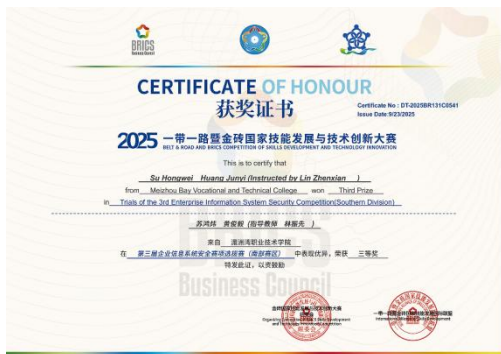 BRICS
Business Council
CERTIFICATE OF HONOUR
获奖证书
Certificate No : DT-2025BR131C0541
Issue Date:9/23/2025
2025 一带一路暨金砖国家技能发展与技术创新大赛
BELT & ROAD AND BRICS COMPETITION OF SKILLS DEVELOPMENT AND TECHNOLOGY INNOVATION
This is to certify that
Su Hongwei Huang Junyi (Instructed by Lin Zhenxian )
from Meizhou Bay Vocational and Technical College won Third Prize
in Trials of the 3rd Enterprise Information System Security Competition(Southern Division)
苏鸿炜 黄俊毅 （指导教师 林振先 ）
来自 湄洲湾职业技术学院
在 第三届企业信息系统安全赛项选拔赛（南部赛区） 中表现优异，荣获 三等奖
特发此证，以资鼓励
BRICS
Business Council